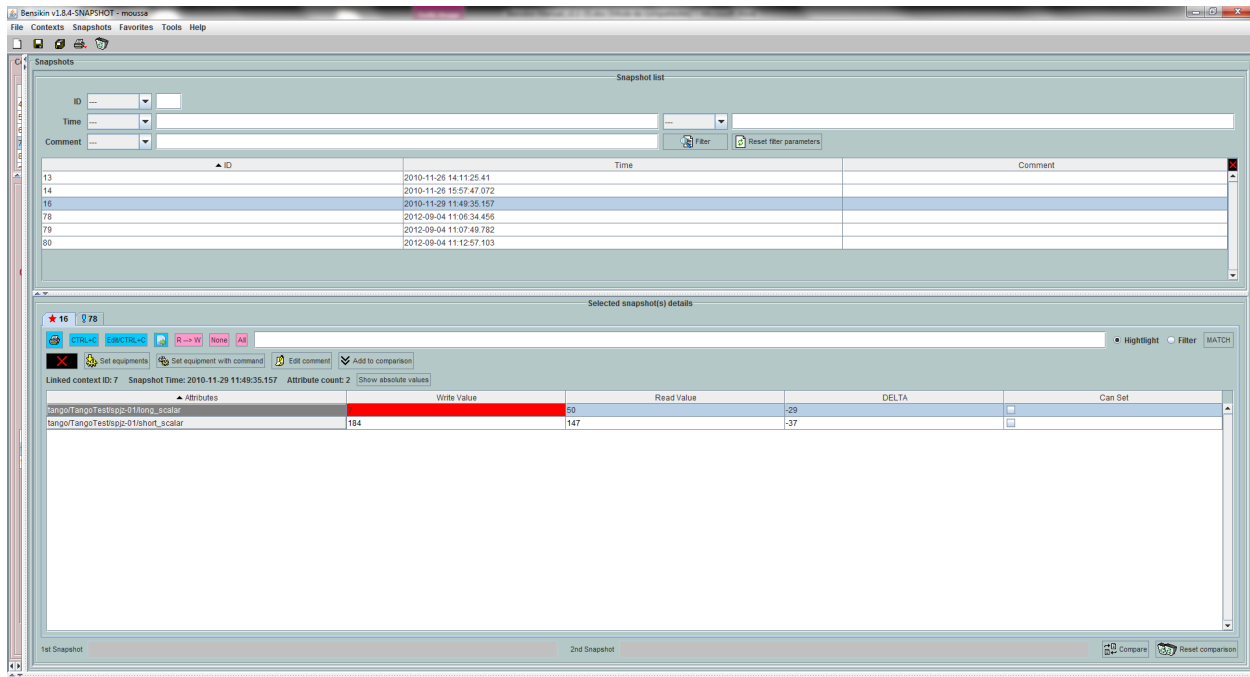 Bensikin v1.8.4-SNAPSHOT - moussa
File Contexts Snapshots Favorites Tools Help
Snapshots
Snapshot list
ID ---
Time --- ---
Comment --- Filter Reset filter parameters
ID Time Comment
13 2010-11-26 14:11:25.41
14 2010-11-26 15:57:47.072
16 2010-11-29 11:49:35.157
78 2012-09-04 11:06:34.456
79 2012-09-04 11:07:49.782
80 2012-09-04 11:12:57.103
Selected snapshot(s) details
16 78
CTRL+C Edit/CTRL+C R --> W None All Hightlight Filter MATCH
Set equipments Set equipment with command Edit comment Add to comparison
Linked context ID: 7 Snapshot Time: 2010-11-29 11:49:35.157 Attribute count: 2 Show absolute values
Attributes Write Value Read Value DELTA Can Set
tango/TangoTest/spjz-01/long_scalar 50 -29
tango/TangoTest/spjz-01/short_scalar 184 147 -37
1st Snapshot 2nd Snapshot Compare Reset comparison